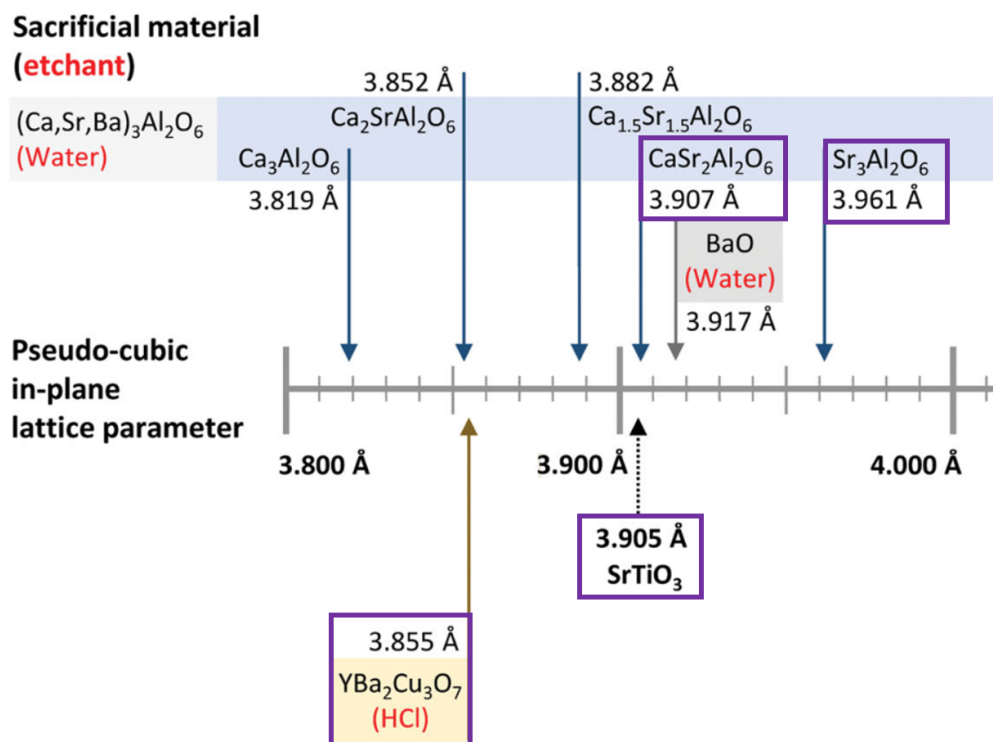 Sacrificial material
(etchant)
3.852 Å
3.882 Å
(Ca,Sr,Ba)₃Al₂O₆
(Water)
Ca₂SrAl₂O₆
Ca₁.₅Sr₁.₅Al₂O₆
Ca₃Al₂O₆
CaSr₂Al₂O₆
Sr₃Al₂O₆
3.819 Å
3.907 Å
3.961 Å
BaO
(Water)
3.917 Å
Pseudo-cubic
in-plane
lattice parameter
3.800 Å
3.900 Å
4.000 Å
3.905 Å
SrTiO₃
3.855 Å
YBa₂Cu₃O₇
(HCl)